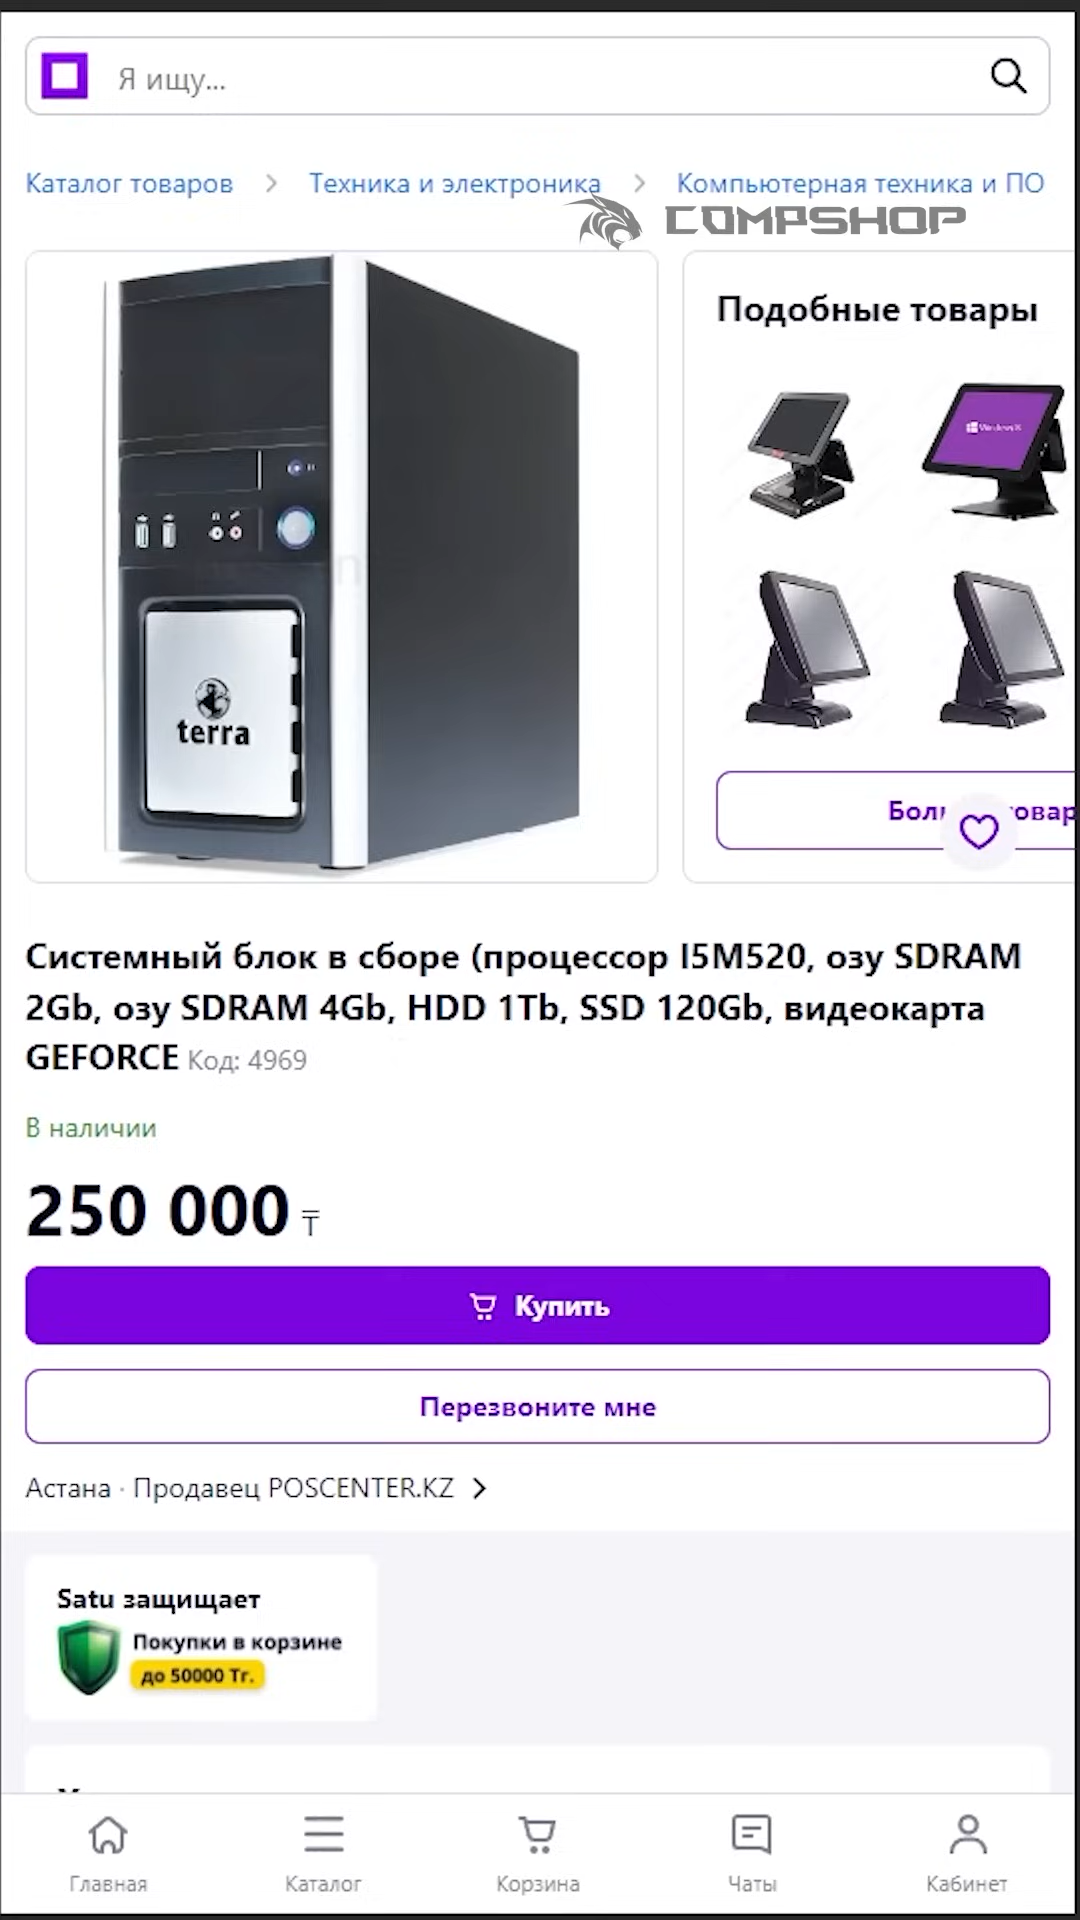 Я ищу...
Каталог товаров > Техника и электроника > Компьютерная техника и ПО
COMPSHOP
Подобные товары
Windows 8
terra
Системный блок в сборе (процессор I5M520, озу SDRAM
2Gb, озу SDRAM 4Gb, HDD 1Tb, SSD 120Gb, видеокарта
GEFORCE Код: 4969
В наличии
250 000 ₸
Купить
Перезвоните мне
Астана · Продавец POSCENTER.KZ >
Satu защищает
Покупки в корзине
до 50000 Тг.
Главная
Каталог
Корзина
Чаты
Кабинет